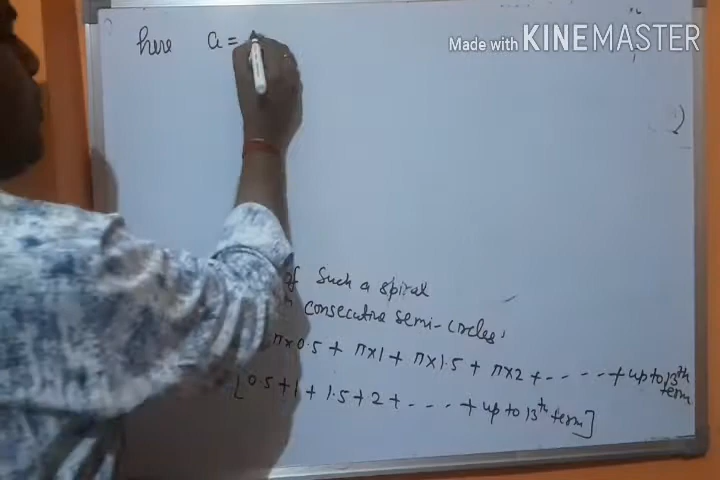 Made with KINEMASTER
here a =
of such a spiral
consecutive semi-circles,
π×0.5 + π×1 + π×1.5 + π×2 + ----- + up to 13th term
[0.5+1+1.5+2+ ---- + up to 13th term]